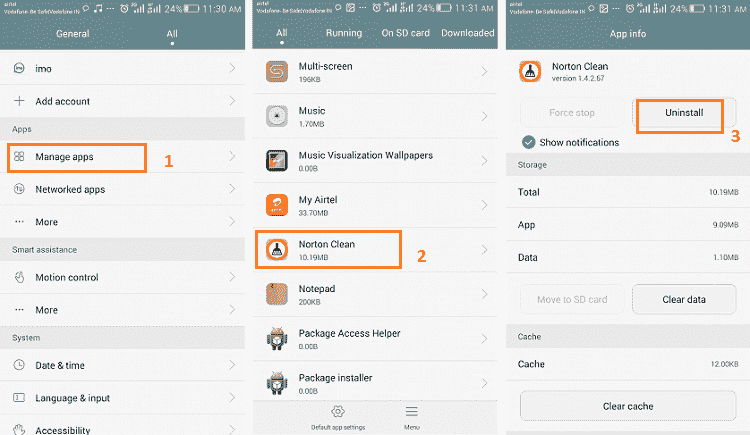 airtel
Vodafone- Be Safe|Vodafone IN
24%
11:30 AM
General
All
imo
Add account
Apps
Manage apps
1
Networked apps
More
Smart assistance
Motion control
More
System
Date & time
Language & input
Accessibility
airtel
Vodafone- Be Safe|Vodafone IN
24%
11:31 AM
All
Running
On SD card
Downloaded
Multi-screen
196KB
Music
1.70MB
Music Visualization Wallpapers
0.00B
My Airtel
33.70MB
Norton Clean
10.19MB
2
Notepad
200KB
Package Access Helper
0.00B
Package installer
0.00B
Default app settings
Menu
airtel
Vodafone- Be Safe|Vodafone IN
24%
11:31 AM
App info
Norton Clean
version 1.4.2.67
Force stop
Uninstall
3
Show notifications
Storage
Total
10.19MB
App
9.09MB
Data
1.10MB
Move to SD card
Clear data
Cache
Cache
12.00KB
Clear cache